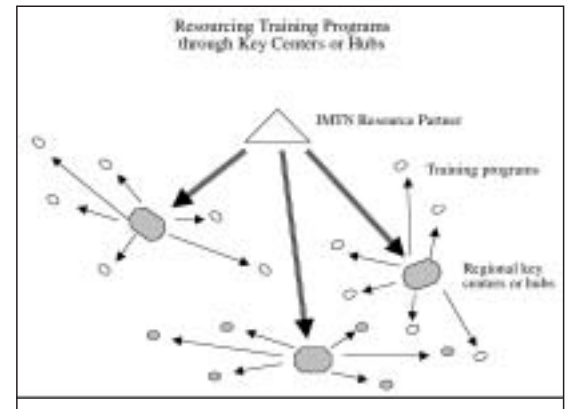 Resourcing Training Programs
through Key Centers or Hubs
IMTN Resource Partner
Training programs
Regional key
centers or hubs